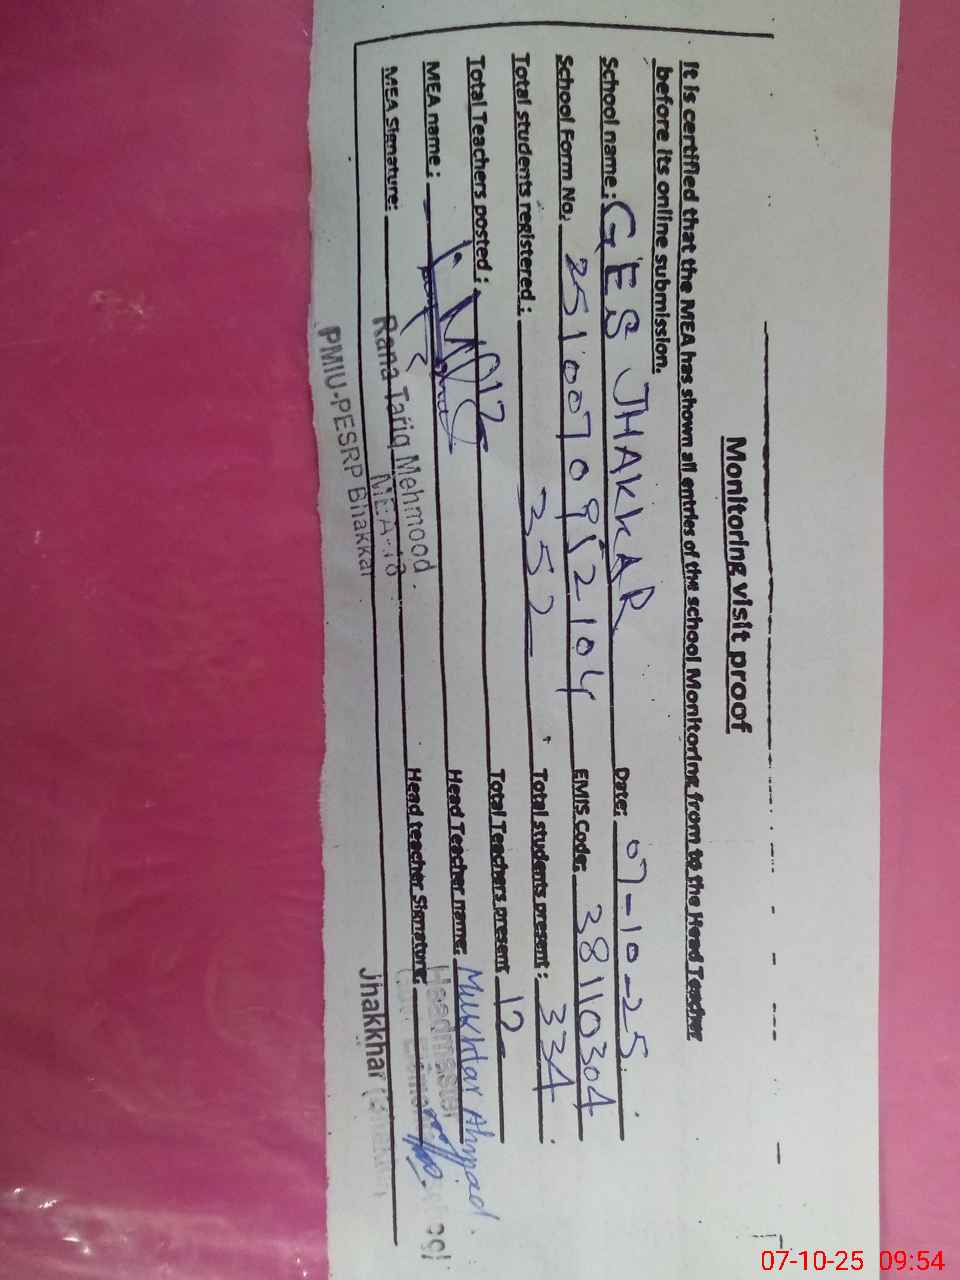 Monitoring visit proof
It is certified that the MEA has shown all entries of the school Monitoring from to the Head Teacher
before its online submission.
School name: GES JHAKKAR Date: 07-10-25
School Form No. 2510070952104 EMIS Code: 38110304
Total students registered: 352 Total students present: 334
Total Teachers posted: 12 Total Teachers present 12
MEA name: Head Teacher name: Mukhtar Ahmad
MEA Signature: Head teacher Signature:
Rana Tariq Mehmood
MEA-18
PMIU-PESRP Bhakkar
Headmaster
Jhakkhar
07-10-25 09:54